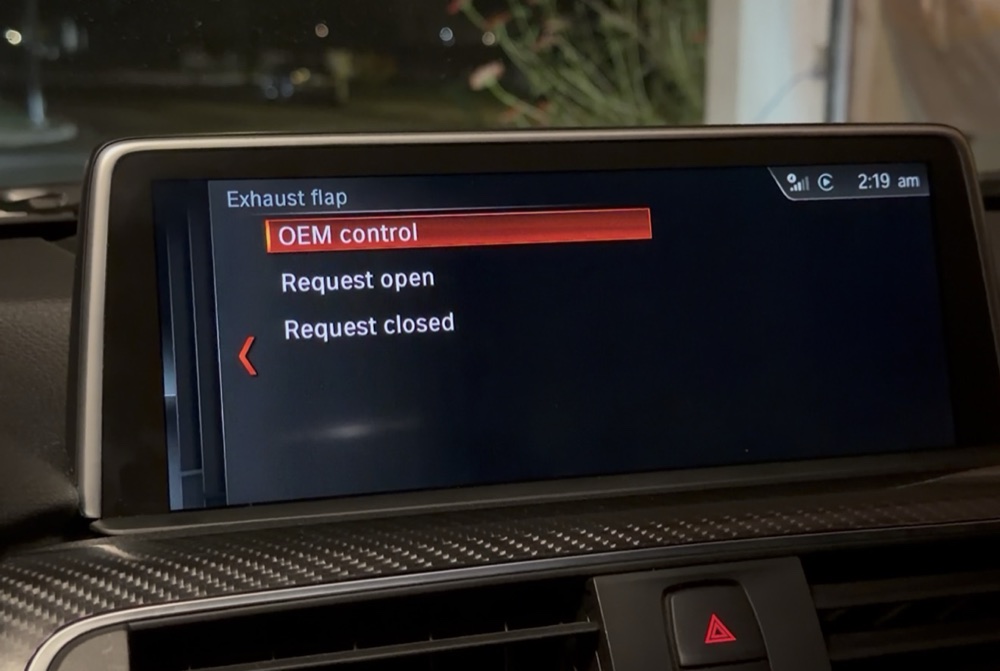 Exhaust flap
2:19 am
OEM control
Request open
Request closed